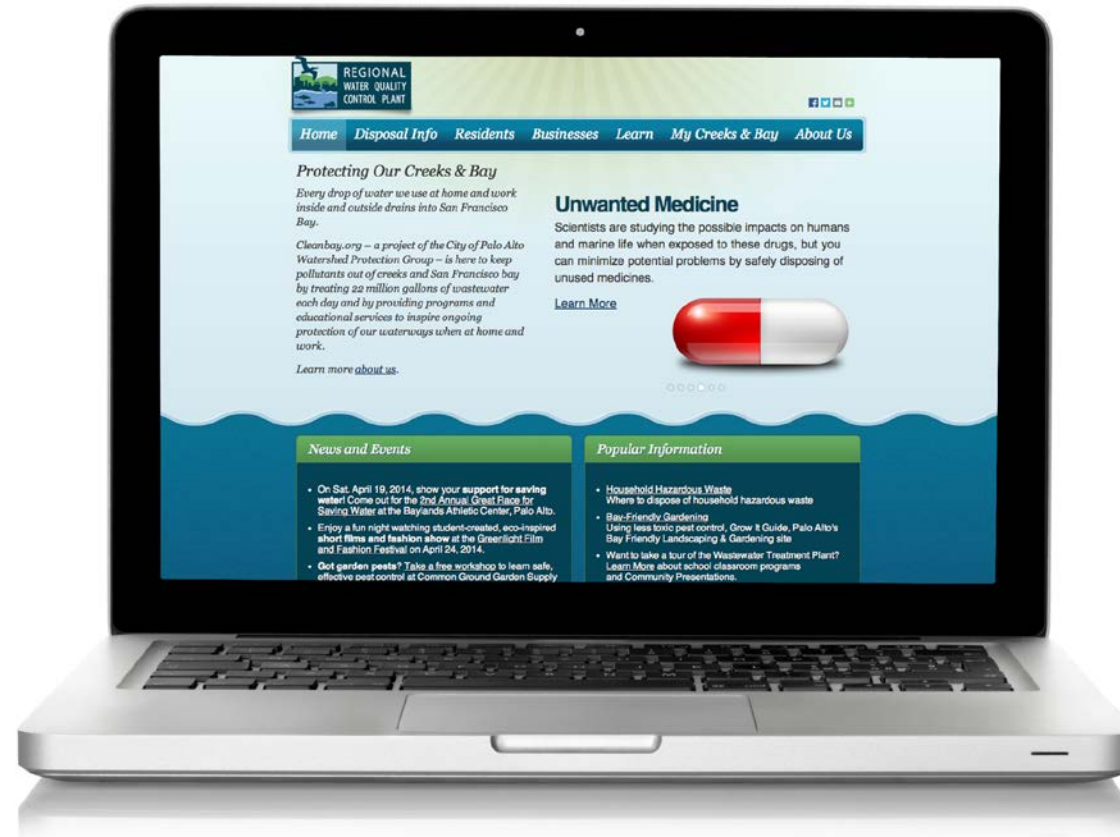 REGIONAL
WATER QUALITY
CONTROL PLANT
Home Disposal Info Residents Businesses Learn My Creeks & Bay About Us
Protecting Our Creeks & Bay
Every drop of water we use at home and work
inside and outside drains into San Francisco
Bay.
Cleanbay.org – a project of the City of Palo Alto
Watershed Protection Group – is here to keep
pollutants out of creeks and San Francisco bay
by treating 22 million gallons of wastewater
each day and by providing programs and
educational services to inspire ongoing
protection of our waterways when at home and
work.
Learn more about us.
Unwanted Medicine
Scientists are studying the possible impacts on humans
and marine life when exposed to these drugs, but you
can minimize potential problems by safely disposing of
unused medicines.
Learn More
News and Events
• On Sat. April 19, 2014, show your support for saving
water! Come out for the 2nd Annual Great Race for
Saving Water at the Baylands Athletic Center, Palo Alto.
• Enjoy a fun night watching student-created, eco-inspired
short films and fashion show at the Greenlight Film
and Fashion Festival on April 24, 2014.
• Got garden pests? Take a free workshop to learn safe,
effective pest control at Common Ground Garden Supply
Popular Information
• Household Hazardous Waste
Where to dispose of household hazardous waste
• Bay-Friendly Gardening
Using less toxic pest control, Grow It Guide, Palo Alto's
Bay Friendly Landscaping & Gardening site
• Want to take a tour of the Wastewater Treatment Plant?
Learn More about school classroom programs
and Community Presentations.